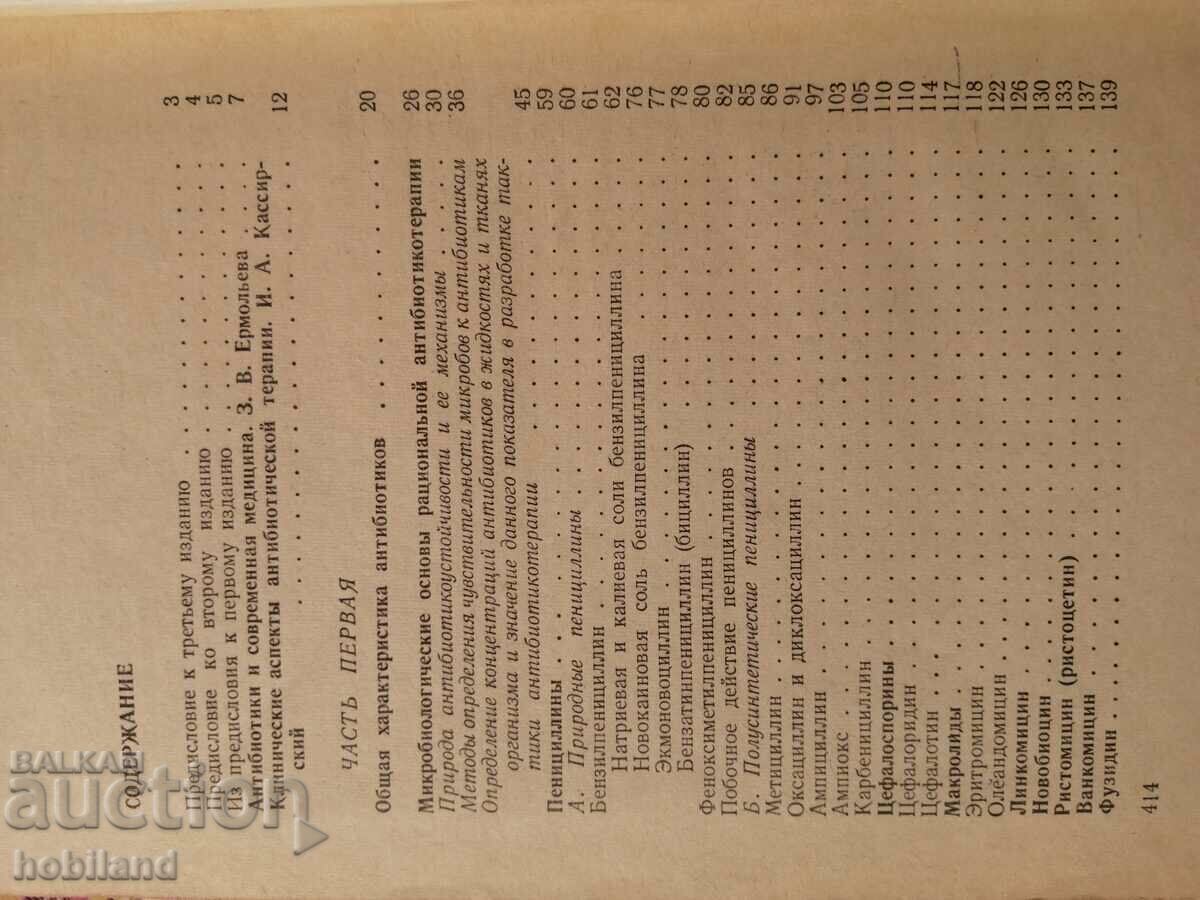 СОДЕРЖАНИЕ
Предисловие к третьему изданию . . . . . . . . . 3
Предисловие ко второму изданию . . . . . . . . . 4
Из предисловия к первому изданию . . . . . . . . 5
Антибиотики и современная медицина. З. В. Ермольева . . . . 7
Клинические аспекты антибиотической терапии. И. А. Кассир-
ский . . . . . . . . . . . . . . . 12
ЧАСТЬ ПЕРВАЯ
Общая характеристика антибиотиков . . . . . . . . 20
Микробиологические основы рациональной антибиотикотерапии 26
Природа антибиотикоустойчивости и ее механизмы . . . . 30
Методы определения чувствительности микробов к антибиотикам 36
Определение концентраций антибиотиков в жидкостях и тканях
организма и значение данного показателя в разработке так-
тики антибиотикотерапии . . . . . . . . . . 45
Пенициллины . . . . . . . . . . . . . . 59
А. Природные пенициллины . . . . . . . . . . 60
Бензилпенициллин . . . . . . . . . . . . . 61
Натриевая и калиевая соли бензилпенициллина . . . . . 62
Новокаиновая соль бензилпенициллина . . . . . . . 76
Экмоновоциллин . . . . . . . . . . . . . 77
Бензатинпенициллин (бициллин) . . . . . . . . . 78
Феноксиметилпенициллин . . . . . . . . . . . 80
Побочное действие пенициллинов . . . . . . . . . 82
Б. Полусинтетические пенициллины . . . . . . . . 85
Метициллин . . . . . . . . . . . . . . . 86
Оксациллин и диклоксациллин . . . . . . . . . . 91
Ампициллин . . . . . . . . . . . . . . . 97
Ампиокс . . . . . . . . . . . . . . . . 103
Карбенициллин . . . . . . . . . . . . . . 105
Цефалоспорины . . . . . . . . . . . . . . 110
Цефалоридин . . . . . . . . . . . . . . . 110
Цефалотин . . . . . . . . . . . . . . . 114
Макролиды . . . . . . . . . . . . . . . 117
Эритромицин . . . . . . . . . . . . . . . 118
Олеандомицин . . . . . . . . . . . . . . 122
Линкомицин . . . . . . . . . . . . . . . 126
Новобиоцин . . . . . . . . . . . . . . . 130
Ристомицин (ристоцетин) . . . . . . . . . . . 133
Ванкомицин . . . . . . . . . . . . . . . 137
Фузидин . . . . . . . . . . . . . . . . 139
414
BALKAN
auction
hobiland